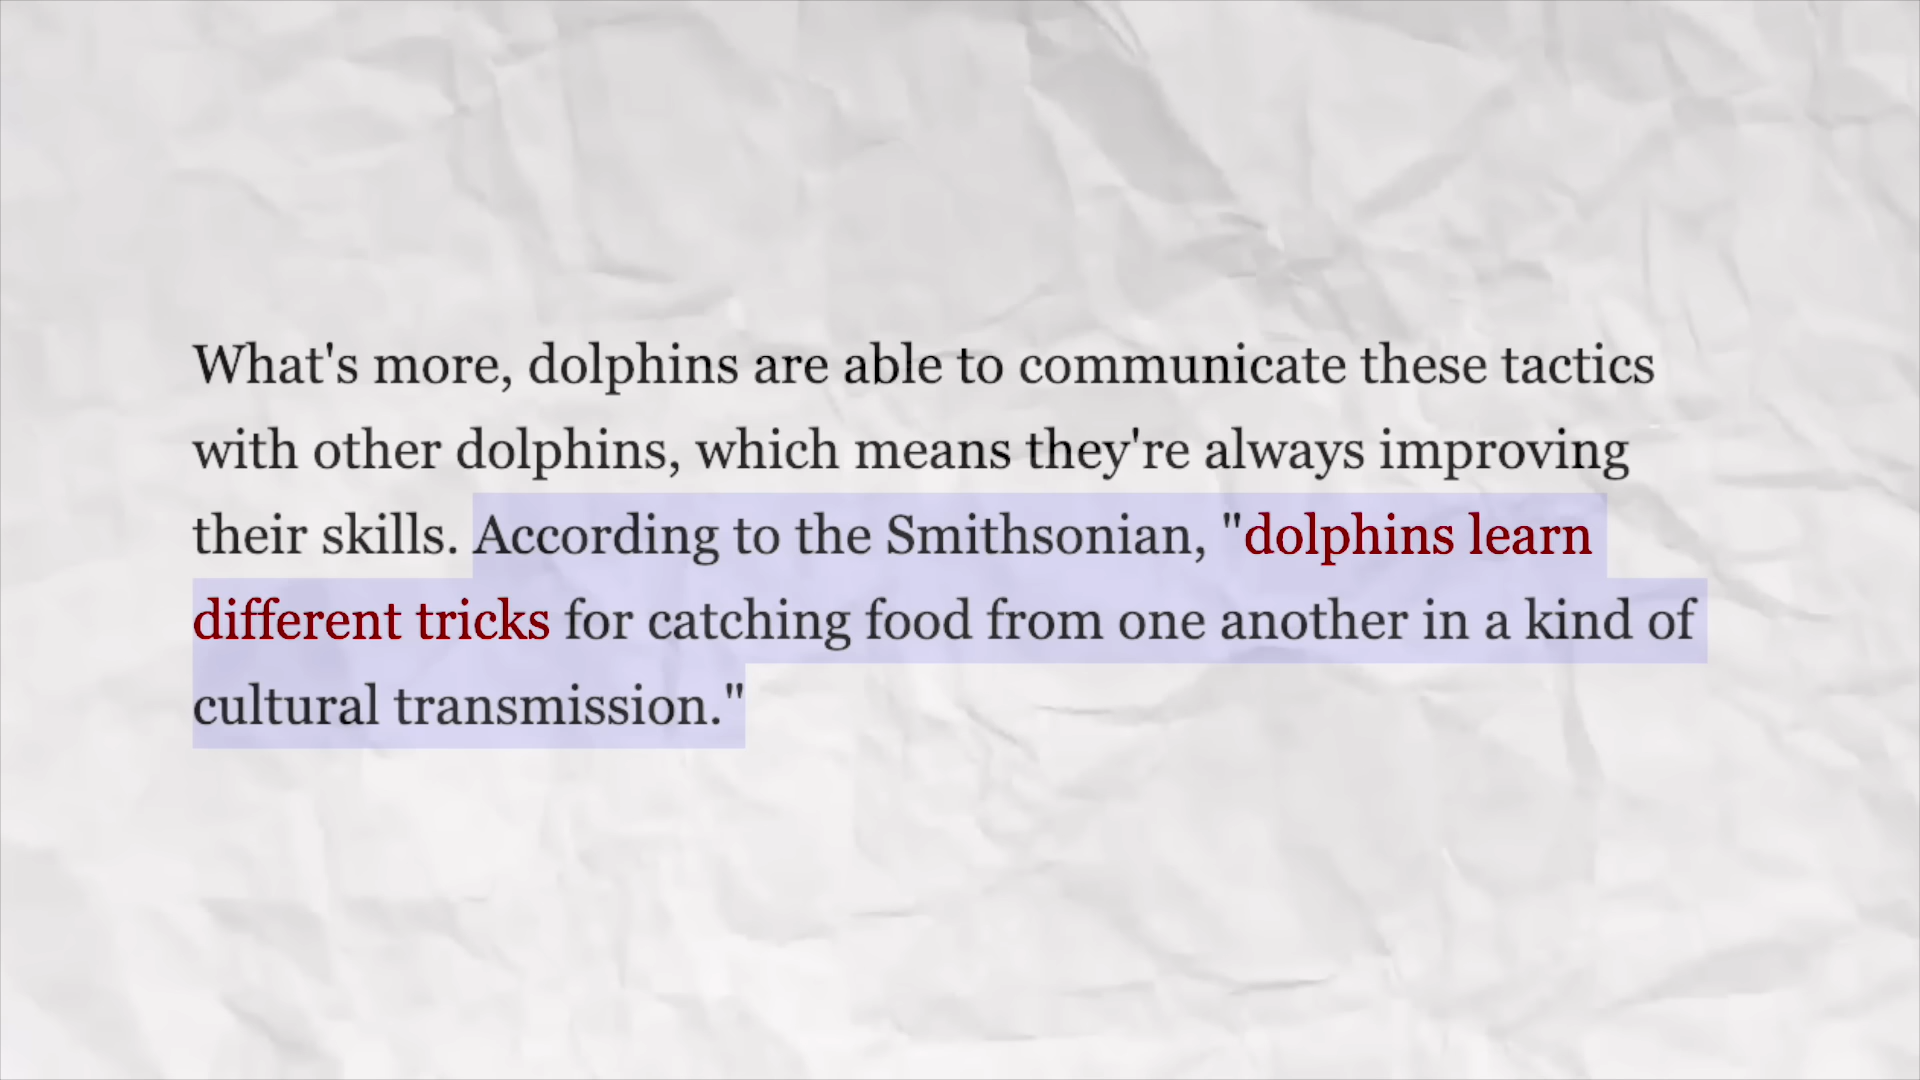 What's more, dolphins are able to communicate these tactics
with other dolphins, which means they're always improving
their skills. According to the Smithsonian, "dolphins learn
different tricks for catching food from one another in a kind of
cultural transmission."